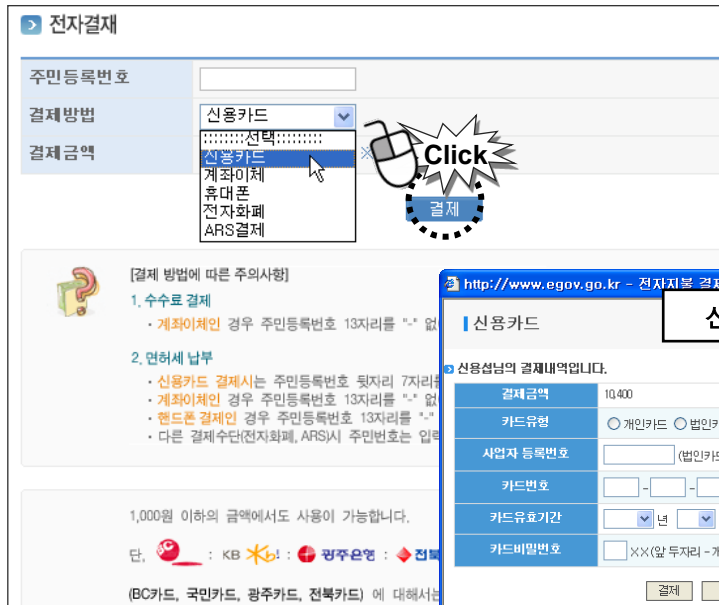 전자결재
주민등록번호
결제방법
신용카드
::::::::선택:::::::::
신용카드
계좌이체
휴대폰
전자화폐
ARS결제
결제금액
※
Click
결제
[결제 방법에 따른 주의사항]
1. 수수료 결제
・계좌이체인 경우 주민등록번호 13자리를 "-" 없
2. 면허세 납부
・신용카드 결제시는 주민등록번호 뒷자리 7자리를
・계좌이체인 경우 주민등록번호 13자리를 "-" 없
・핸드폰 결제인 경우 주민등록번호 13자리를 "-"
・다른 결제수단(전자화폐, ARS)시 주민번호는 입력
1,000원 이하의 금액에서도 사용이 가능합니다.
단, : KB Kb! : 광주은행 : 전북
(BC카드, 국민카드, 광주카드, 전북카드) 에 대해서는
http://www.egov.go.kr - 전자지불 결제
신용카드
신
신용섭님의 결제내역입니다.
결제금액 10,400
카드유형 개인카드 법인카
사업자 등록번호 (법인카드
카드번호 - -
카드유효기간 년
카드비밀번호 XX(앞 두자리 -
결제